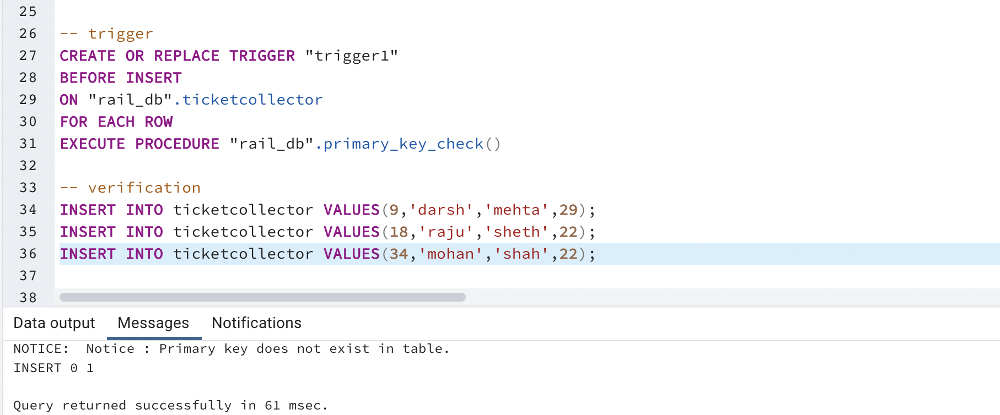 25
26 -- trigger
27 CREATE OR REPLACE TRIGGER "trigger1"
28 BEFORE INSERT
29 ON "rail_db".ticketcollector
30 FOR EACH ROW
31 EXECUTE PROCEDURE "rail_db".primary_key_check()
32
33 -- verification
34 INSERT INTO ticketcollector VALUES(9,'darsh','mehta',29);
35 INSERT INTO ticketcollector VALUES(18,'raju','sheth',22);
36 INSERT INTO ticketcollector VALUES(34,'mohan','shah',22);
37
38
Data output Messages Notifications
NOTICE:  Notice : Primary key does not exist in table.
INSERT 0 1
Query returned successfully in 61 msec.